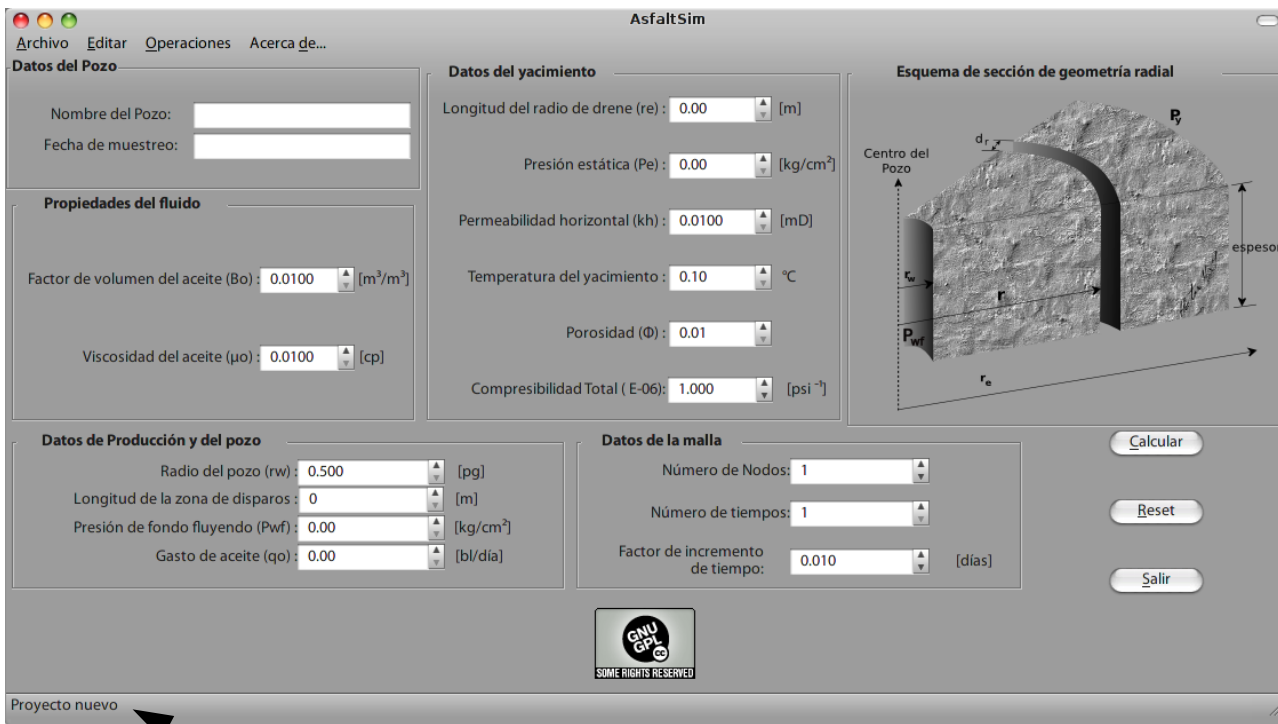 AsfaltSim
Archivo Editar Operaciones Acerca de...
Datos del Pozo
Nombre del Pozo:
Fecha de muestreo:
Propiedades del fluido
Factor de volumen del aceite (Bo) : 0.0100 [m³/m³]
Viscosidad del aceite (µo) : 0.0100 [cp]
Datos del yacimiento
Longitud del radio de drene (re) : 0.00 [m]
Presión estática (Pe) : 0.00 [kg/cm²]
Permeabilidad horizontal (kh) : 0.0100 [mD]
Temperatura del yacimiento : 0.10 °C
Porosidad (Φ) : 0.01
Compresibilidad Total ( E-06): 1.000 [psi ⁻¹]
Esquema de sección de geometría radial
Py
dr
Centro del
Pozo
espesor
rw
r
Pwf
re
Datos de Producción y del pozo
Radio del pozo (rw) : 0.500 [pg]
Longitud de la zona de disparos : 0 [m]
Presión de fondo fluyendo (Pwf) : 0.00 [kg/cm²]
Gasto de aceite (qo) : 0.00 [bl/día]
Datos de la malla
Número de Nodos: 1
Número de tiempos: 1
Factor de incremento
de tiempo: 0.010 [días]
Calcular
Reset
Salir
GNU
GPL
cc
SOME RIGHTS RESERVED
Proyecto nuevo